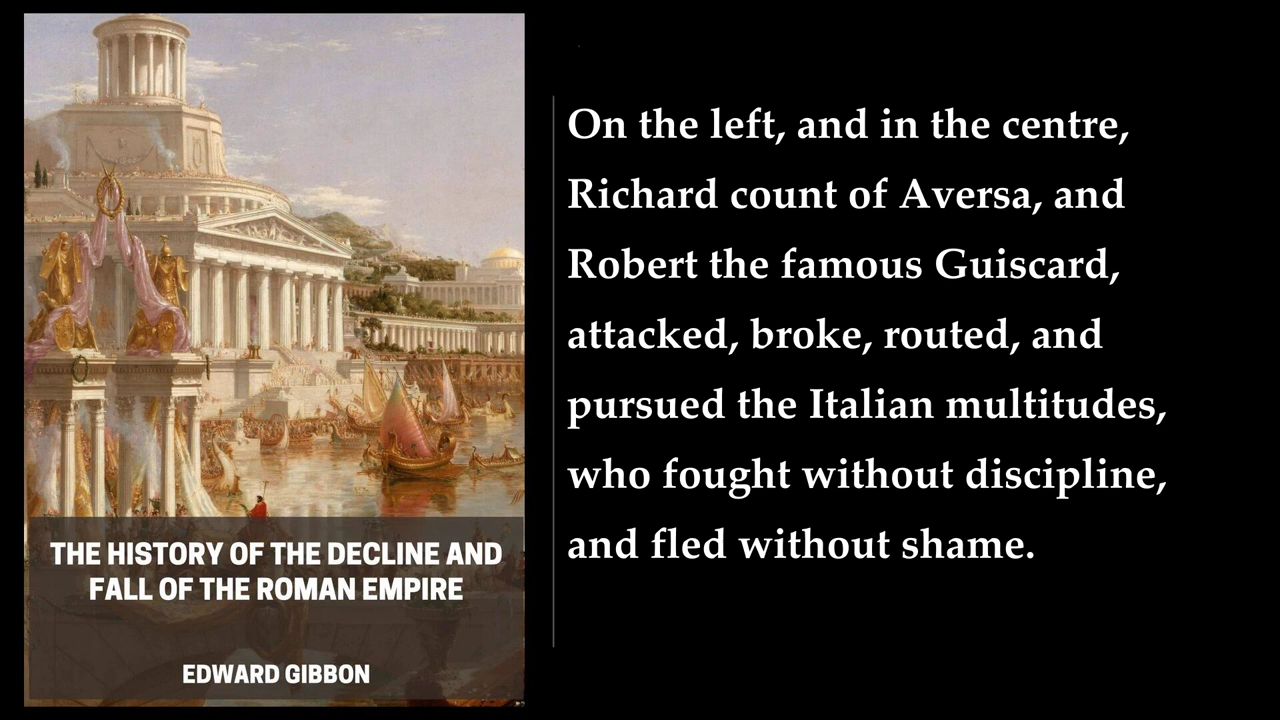 THE HISTORY OF THE DECLINE AND
FALL OF THE ROMAN EMPIRE
EDWARD GIBBON
On the left, and in the centre,
Richard count of Aversa, and
Robert the famous Guiscard,
attacked, broke, routed, and
pursued the Italian multitudes,
who fought without discipline,
and fled without shame.